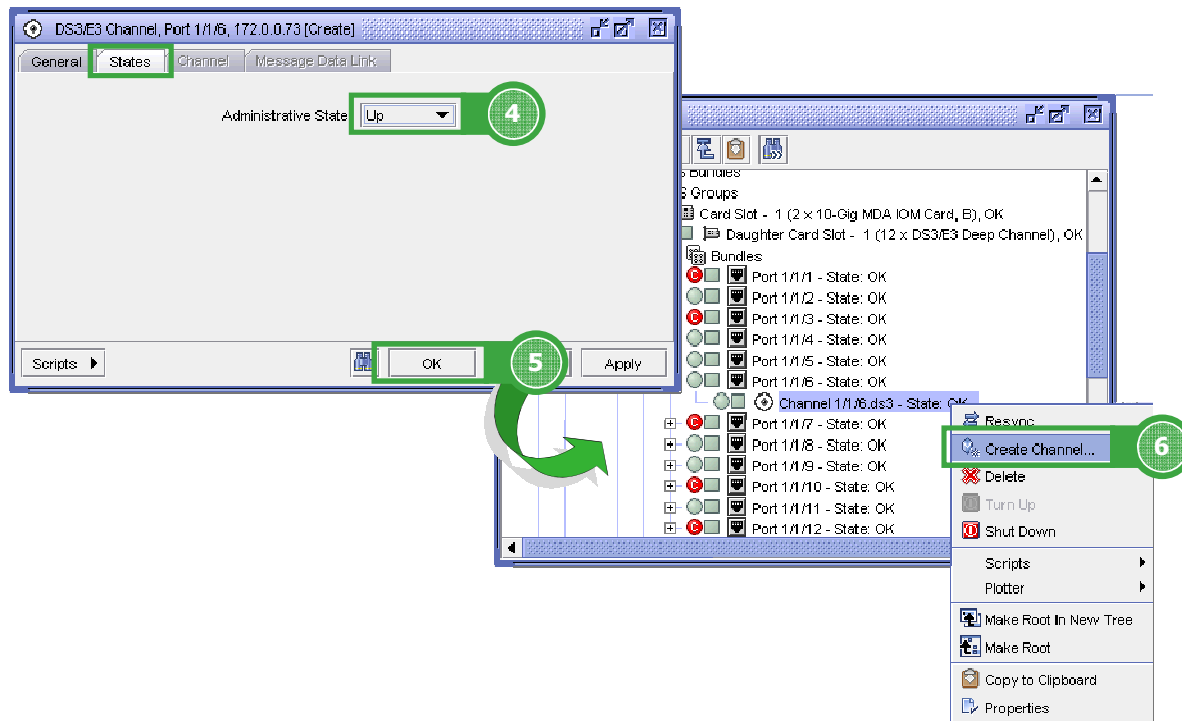 DS3/E3 Channel, Port 1/1/6, 172.0.0.73 [Create]
General States Channel Message Data Link
Administrative State Up
4
Scripts OK Apply
5
s Bundles
s Groups
Card Slot - 1 (2 x 10-Gig MDA IOM Card, B), OK
Daughter Card Slot - 1 (12 x DS3/E3 Deep Channel), OK
Bundles
C Port 1/1/1 - State: OK
Port 1/1/2 - State: OK
C Port 1/1/3 - State: OK
Port 1/1/4 - State: OK
Port 1/1/5 - State: OK
Port 1/1/6 - State: OK
Channel 1/1/6.ds3 - State: OK
C Port 1/1/7 - State: OK
Port 1/1/8 - State: OK
Port 1/1/9 - State: OK
C Port 1/1/10 - State: OK
Port 1/1/11 - State: OK
C Port 1/1/12 - State: OK
Resync
Create Channel...
6
Delete
Turn Up
Shut Down
Scripts
Plotter
Make Root In New Tree
Make Root
Copy to Clipboard
Properties